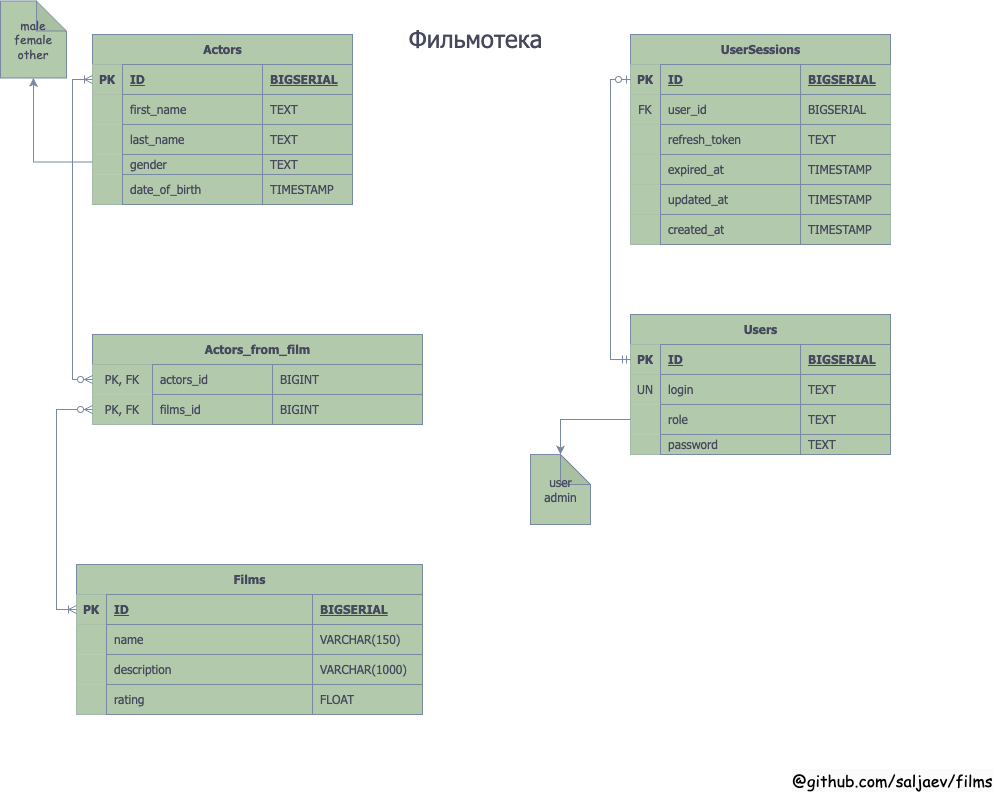 male
female
other
Фильмотека
Actors
PK ID BIGSERIAL
first_name TEXT
last_name TEXT
gender TEXT
date_of_birth TIMESTAMP
UserSessions
PK ID BIGSERIAL
FK user_id BIGSERIAL
refresh_token TEXT
expired_at TIMESTAMP
updated_at TIMESTAMP
created_at TIMESTAMP
Actors_from_film
PK, FK actors_id BIGINT
PK, FK films_id BIGINT
Users
PK ID BIGSERIAL
UN login TEXT
role TEXT
password TEXT
user
admin
Films
PK ID BIGSERIAL
name VARCHAR(150)
description VARCHAR(1000)
rating FLOAT
@github.com/saljaev/films